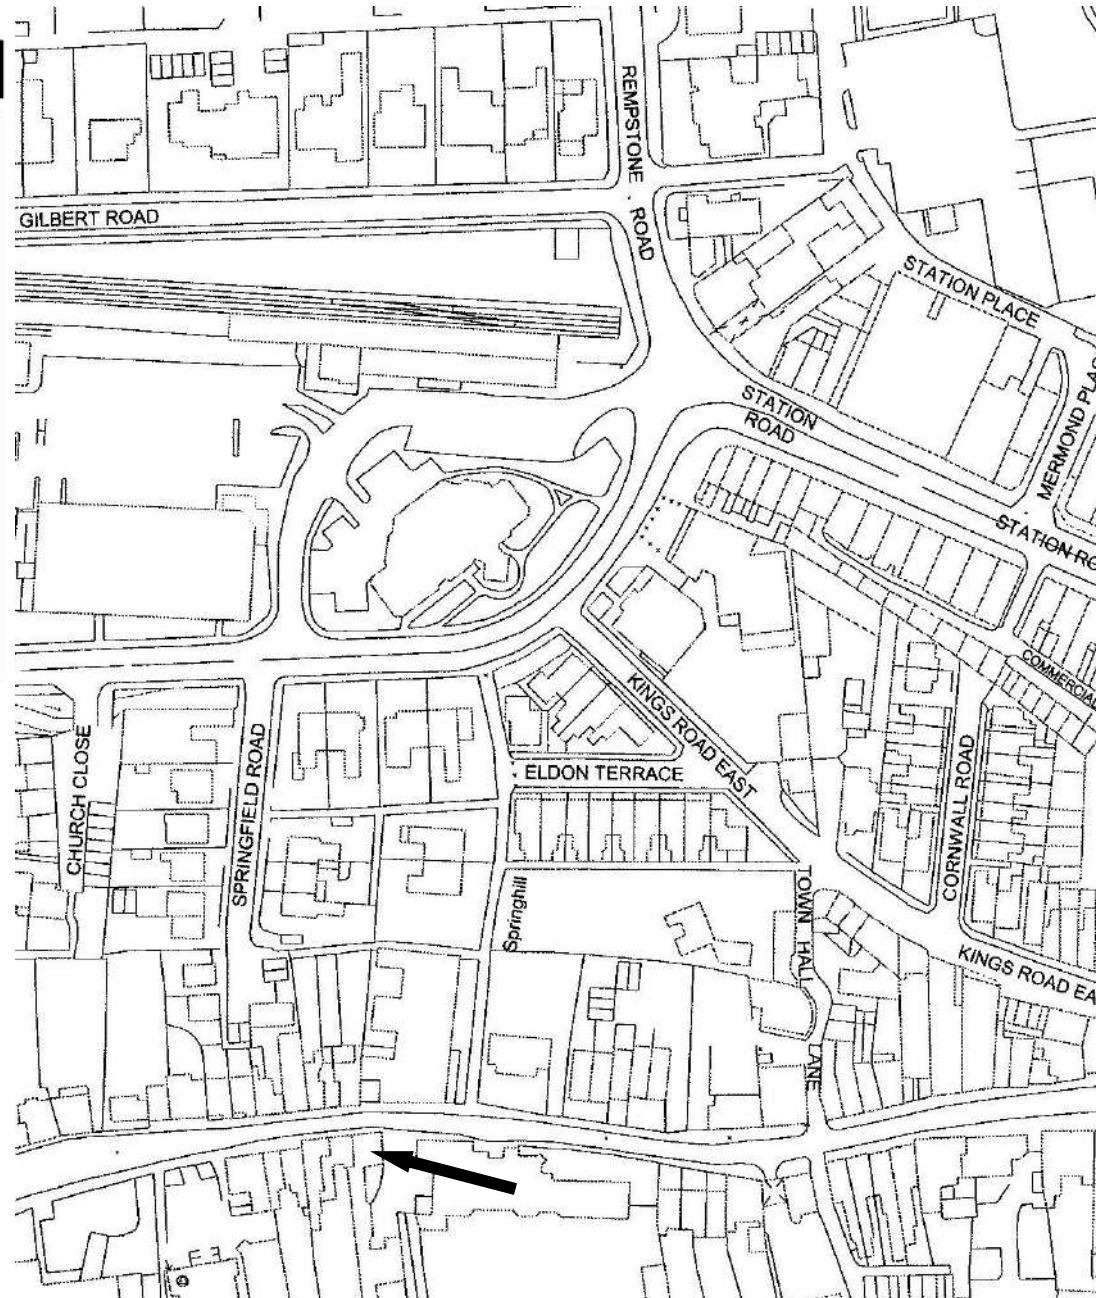 REMPSTONE
ROAD
GILBERT ROAD
STATION PLACE
MERMOND PLAC
STATION
ROAD
STATION RO
COMMERCIAL
KINGS ROAD EAST
CHURCH CLOSE
SPRINGFIELD ROAD
ELDON TERRACE
CORNWALL ROAD
Springhill
TOWN HALL
LANE
KINGS ROAD EA